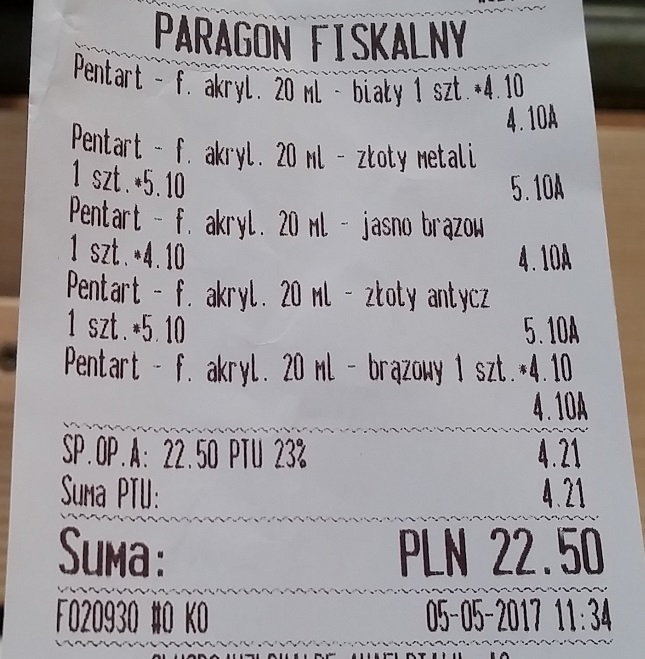 PARAGON FISKALNY
Pentart - f. akryl. 20 ml - biały 1 szt.*4.10
4.10A
Pentart - f. akryl. 20 ml - złoty metali
1 szt.*5.10 5.10A
Pentart - f. akryl. 20 ml - jasno brązow
1 szt.*4.10 4.10A
Pentart - f. akryl. 20 ml - złoty antycz
1 szt.*5.10 5.10A
Pentart - f. akryl. 20 ml - brązowy 1 szt.*4.10
4.10A
SP.OP.A: 22.50 PTU 23% 4.21
Suma PTU: 4.21
Suma: PLN 22.50
F020930 #0 K0 05-05-2017 11:34